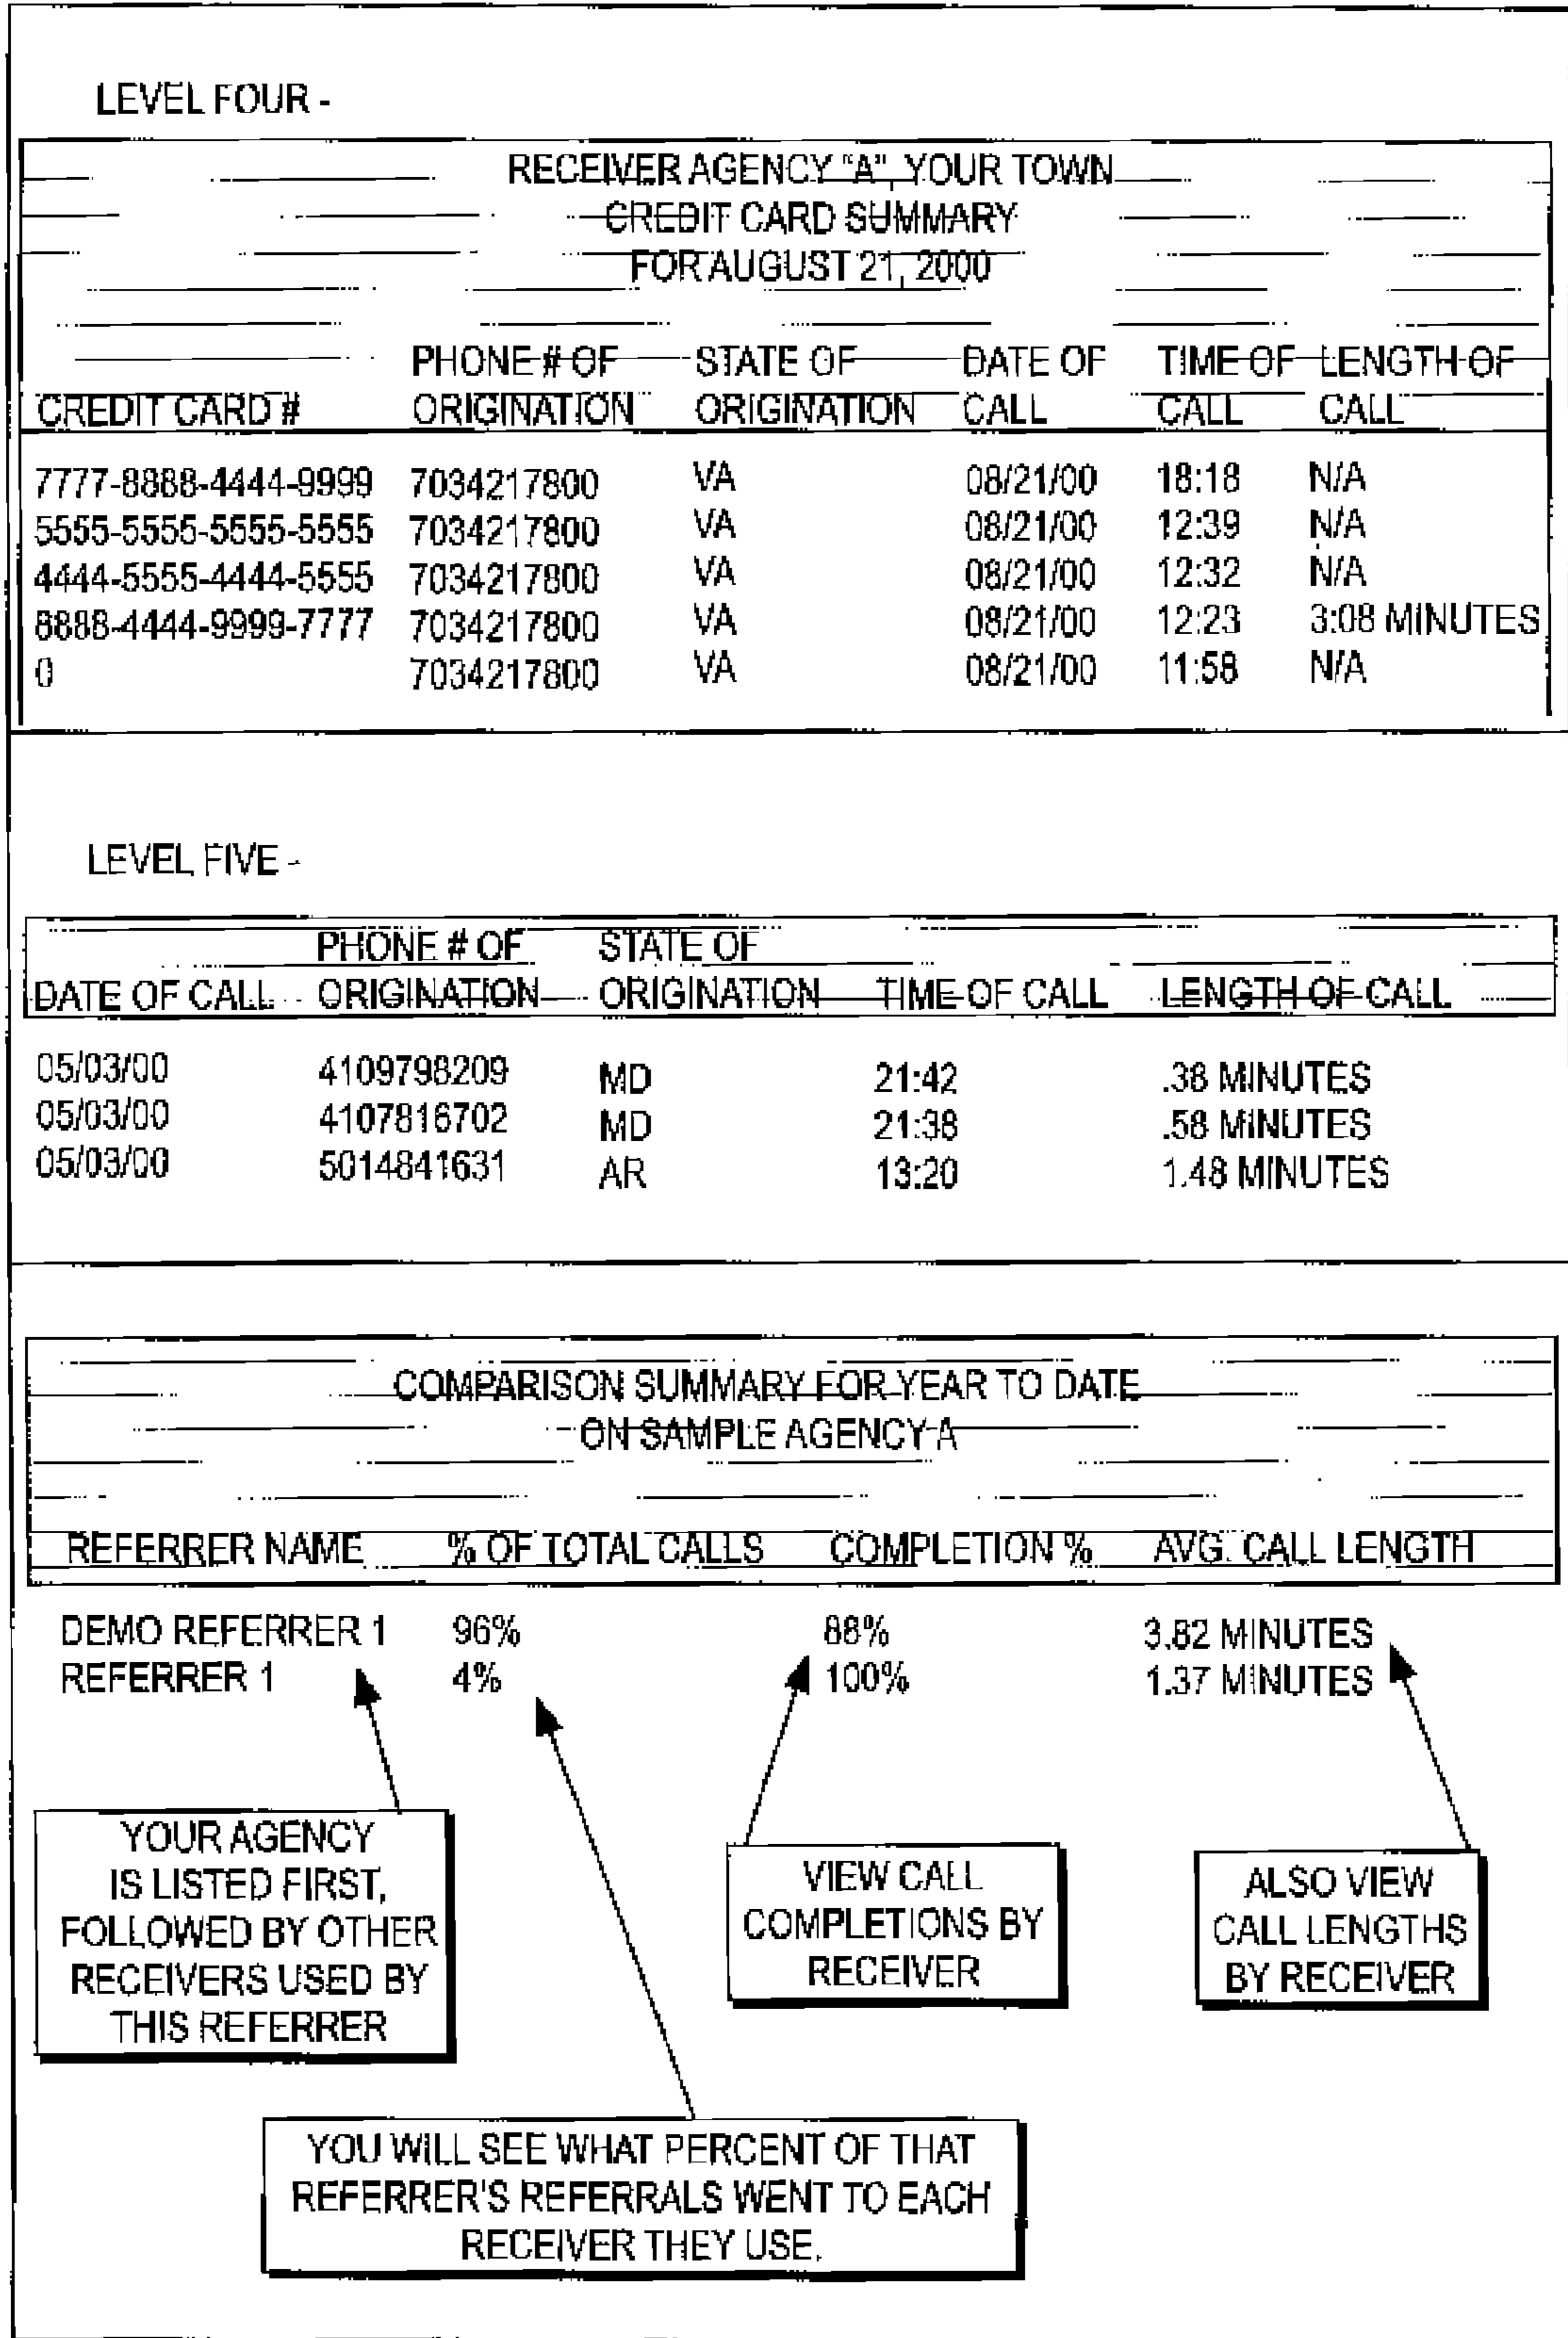 LEVEL FOUR -
RECEIVER AGENCY "A", YOUR TOWN
CREDIT CARD SUMMARY
FOR AUGUST 21, 2000
PHONE # OF STATE OF DATE OF TIME OF LENGTH OF
CREDIT CARD # ORIGINATION ORIGINATION CALL CALL CALL
7777-8888-4444-9999 7034217800 VA 08/21/00 18:18 N/A
5555-5555-5555-5555 7034217800 VA 08/21/00 12:39 N/A
4444-5555-4444-5555 7034217800 VA 08/21/00 12:32 N/A
8888-4444-9999-7777 7034217800 VA 08/21/00 12:23 3:08 MINUTES
0 7034217800 VA 08/21/00 11:58 N/A
LEVEL FIVE -
PHONE # OF STATE OF
DATE OF CALL ORIGINATION ORIGINATION TIME OF CALL LENGTH OF CALL
05/03/00 4109798209 MD 21:42 .38 MINUTES
05/03/00 4107816702 MD 21:38 .58 MINUTES
05/03/00 5014841631 AR 13:20 1.48 MINUTES
COMPARISON SUMMARY FOR YEAR TO DATE
ON SAMPLE AGENCY A
REFERRER NAME % OF TOTAL CALLS COMPLETION % AVG. CALL LENGTH
DEMO REFERRER 1 96% 88% 3.82 MINUTES
REFERRER 1 4% 100% 1.37 MINUTES
YOUR AGENCY
IS LISTED FIRST,
FOLLOWED BY OTHER
RECEIVERS USED BY
THIS REFERRER
VIEW CALL
COMPLETIONS BY
RECEIVER
ALSO VIEW
CALL LENGTHS
BY RECEIVER
YOU WILL SEE WHAT PERCENT OF THAT
REFERRER'S REFERRALS WENT TO EACH
RECEIVER THEY USE.